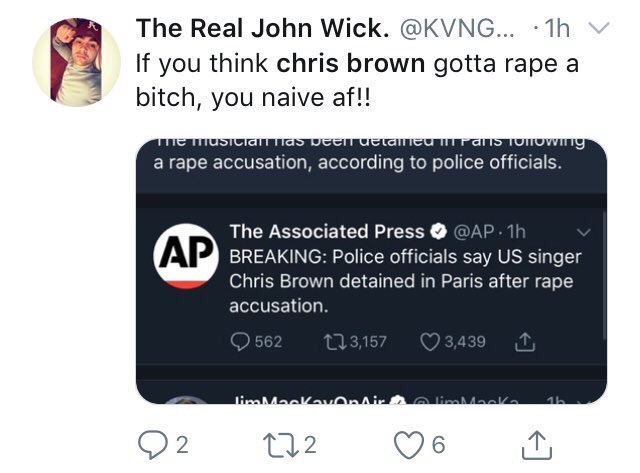 The Real John Wick. @KVNG... · 1h
If you think chris brown gotta rape a
bitch, you naive af!!
The musician has been detained in Paris following
a rape accusation, according to police officials.
AP
The Associated Press @AP · 1h
BREAKING: Police officials say US singer
Chris Brown detained in Paris after rape
accusation.
562 3,157 3,439
JimMacKayOnAir @JimMacKa... 1h
2 2 6